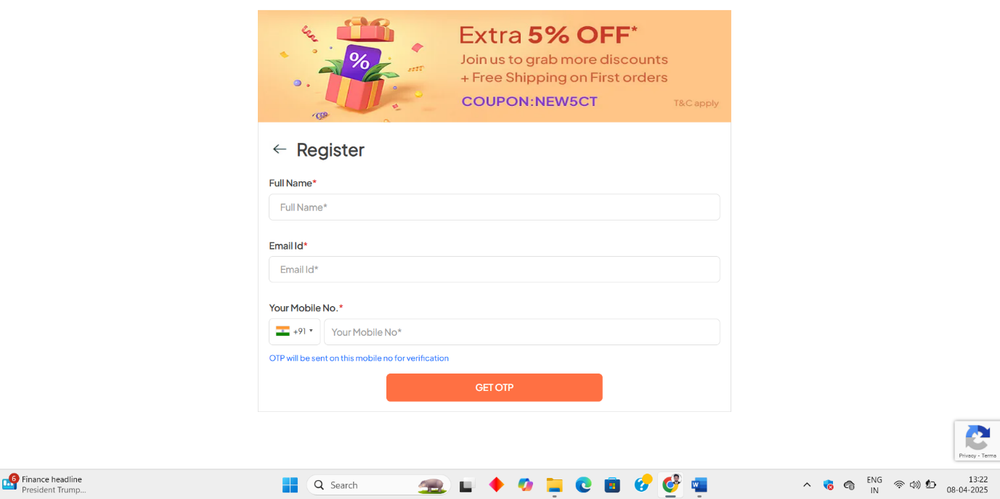 Extra 5% OFF*
Join us to grab more discounts
+ Free Shipping on First orders
COUPON:NEW5CT
T&C apply
Register
Full Name*
Full Name*
Email Id*
Email Id*
Your Mobile No.*
+91
Your Mobile No*
OTP will be sent on this mobile no for verification
GET OTP
Privacy - Terms
6
Finance headline
President Trump...
Search
ENG
IN
13:22
08-04-2025